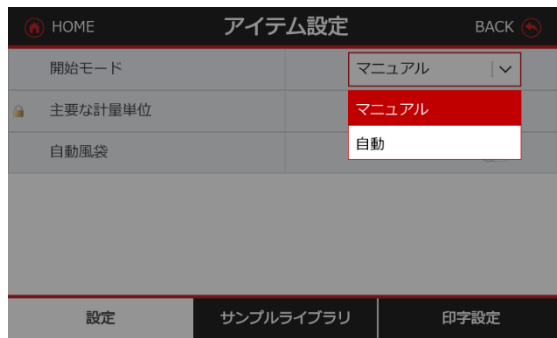 HOME アイテム設定 BACK
開始モード マニュアル
主要な計量単位 マニュアル
自動風袋 自動
設定 サンプルライブラリ 印字設定